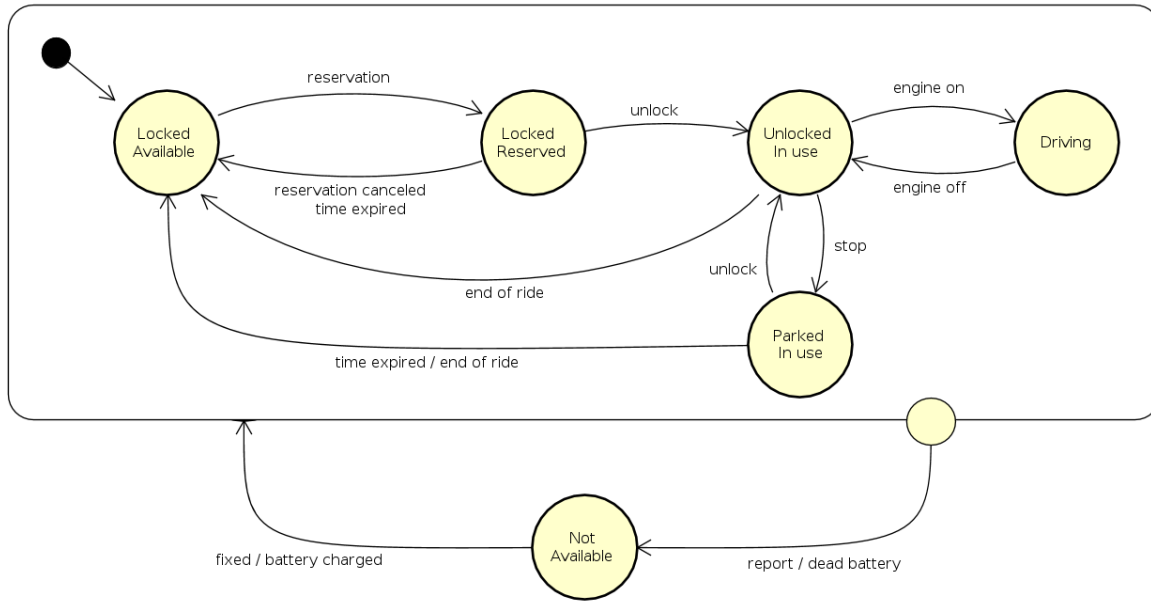 reservation
engine on
unlock
Locked
Available
Locked
Reserved
Unlocked
In use
Driving
reservation canceled
time expired
engine off
stop
unlock
end of ride
Parked
In use
time expired / end of ride
Not
Available
fixed / battery charged
report / dead battery